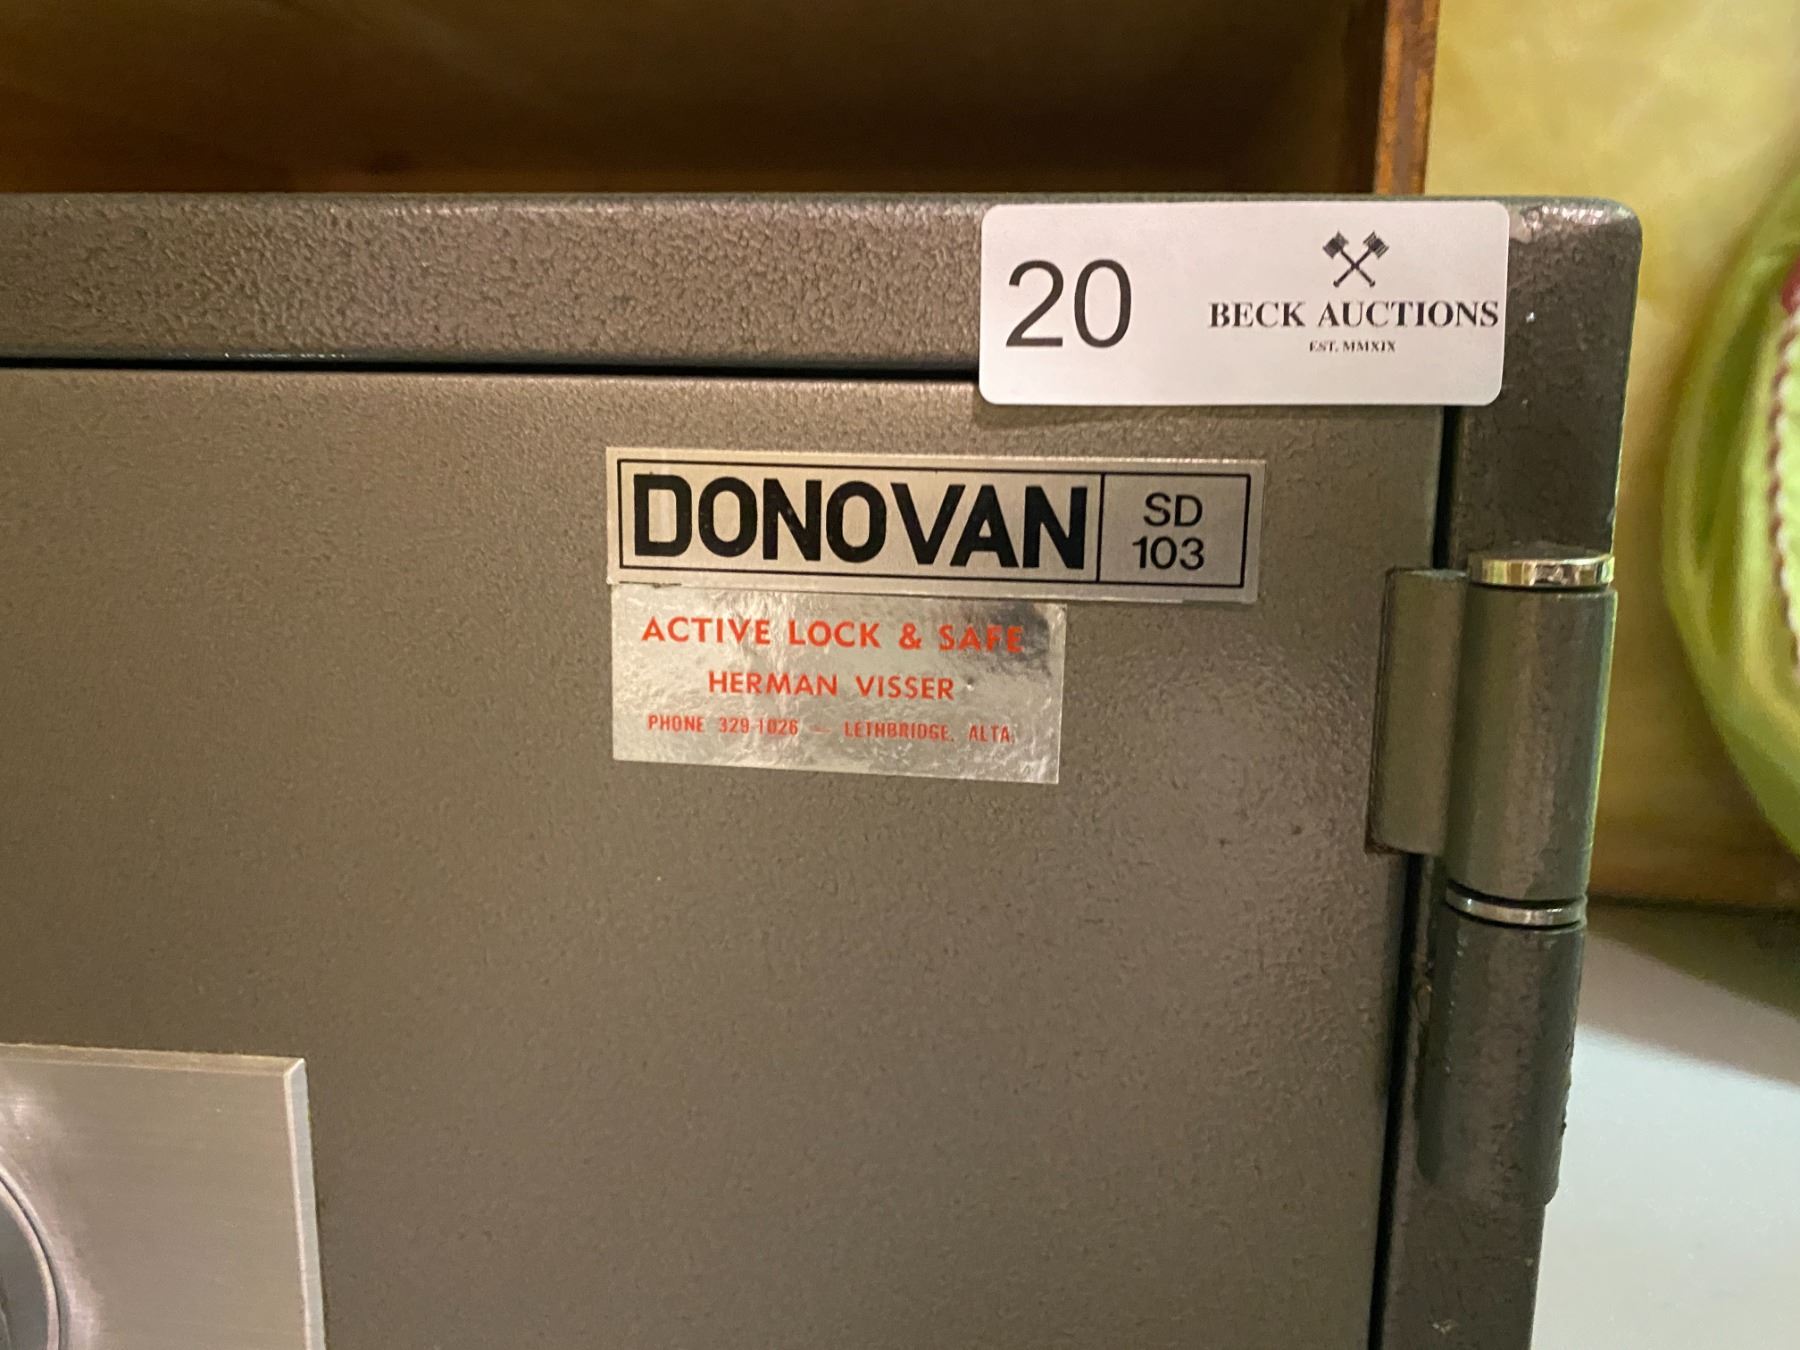 20
BECK AUCTIONS
EST. MMXIX
DONOVAN
SD
103
ACTIVE LOCK & SAFE
HERMAN VISSER
PHONE 329-1026 — LETHBRIDGE, ALTA.